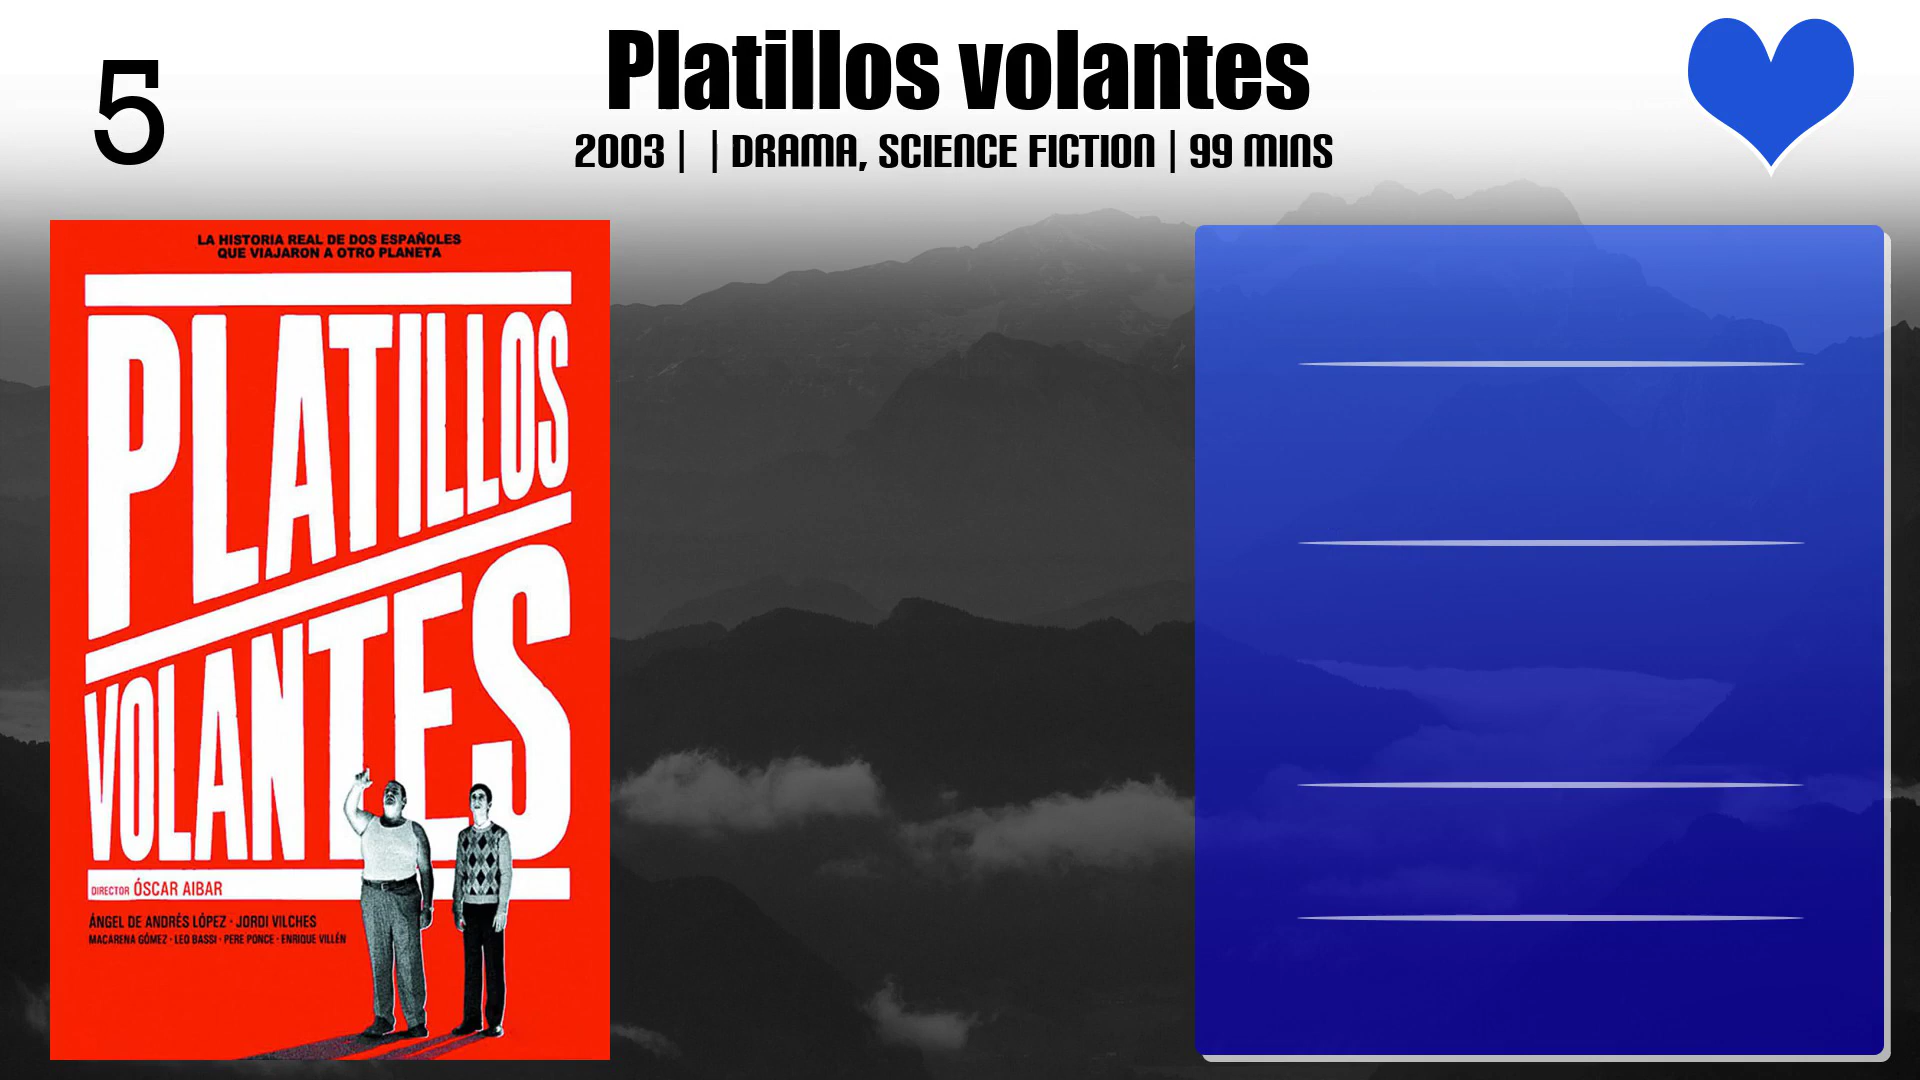 5
Platillos volantes
2003 | | DRAMA, SCIENCE FICTION | 99 MINS
LA HISTORIA REAL DE DOS ESPAÑOLES
QUE VIAJARON A OTRO PLANETA
PLATILLOS
VOLANTES
DIRECTOR ÓSCAR AIBAR
ÁNGEL DE ANDRÉS LÓPEZ · JORDI VILCHES
MACARENA GÓMEZ · LEO BASSI · PERE PONCE · ENRIQUE VILLÉN